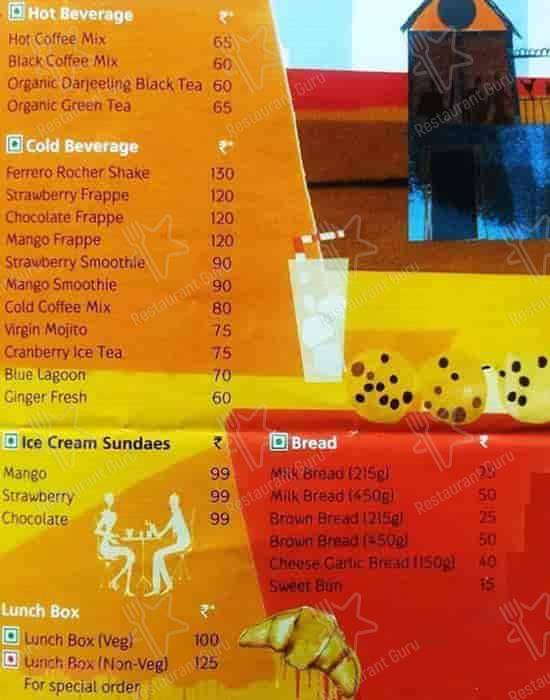 Hot Beverage ₹*
Hot Coffee Mix 65
Black Coffee Mix 60
Organic Darjeeling Black Tea 60
Organic Green Tea 65
Cold Beverage ₹*
Ferrero Rocher Shake 130
Strawberry Frappe 120
Chocolate Frappe 120
Mango Frappe 120
Strawberry Smoothie 90
Mango Smoothie 90
Cold Coffee Mix 80
Virgin Mojito 75
Cranberry Ice Tea 75
Blue Lagoon 70
Ginger Fresh 60
Ice Cream Sundaes ₹*
Mango 99
Strawberry 99
Chocolate 99
Lunch Box ₹*
Lunch Box (Veg) 100
Lunch Box (Non-Veg) 125
For special order
Bread ₹
Milk Bread (215g) 25
Milk Bread (450g) 50
Brown Bread (215g) 25
Brown Bread (450g) 50
Cheese Garlic Bread (150g) 40
Sweet Bun 15
Restaurant Guru